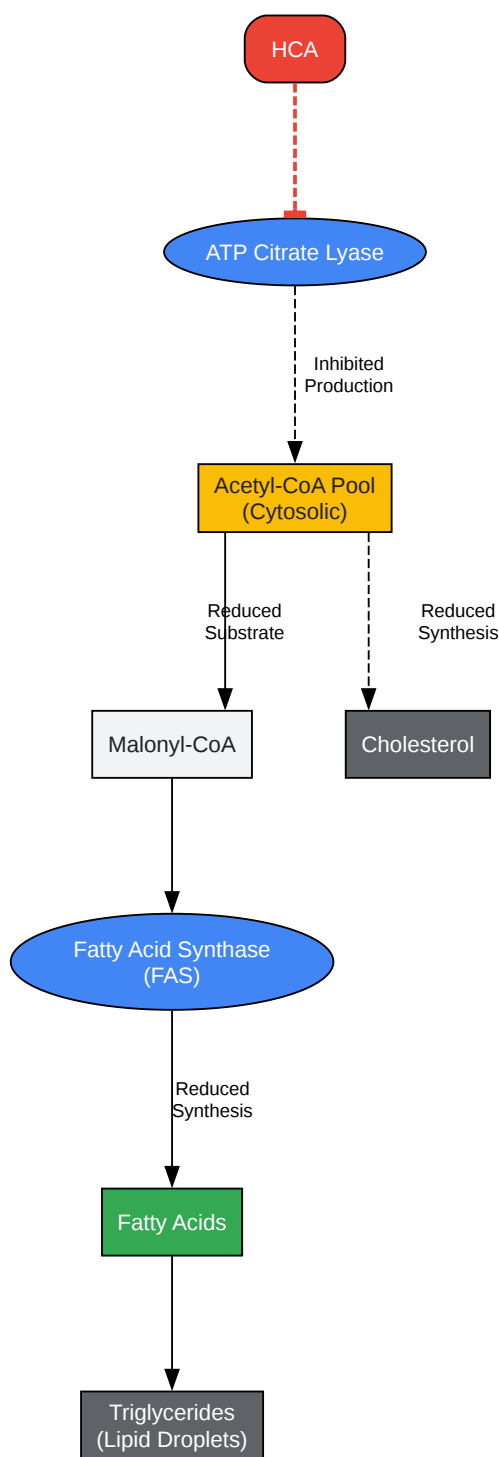 HCA
ATP Citrate Lyase
Inhibited
Production
Acetyl-CoA Pool
(Cytosolic)
Reduced
Substrate
Reduced
Synthesis
Malonyl-CoA
Cholesterol
Fatty Acid Synthase
(FAS)
Reduced
Synthesis
Fatty Acids
Triglycerides
(Lipid Droplets)